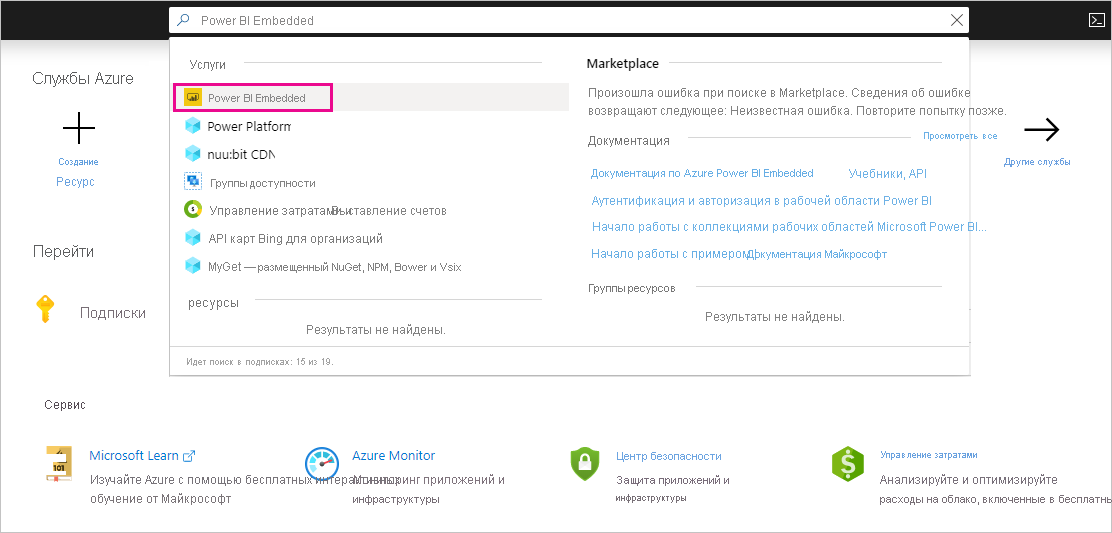 Power BI Embedded
Службы Azure
Создание
Ресурс
Перейти
Подписки
Услуги
Power BI Embedded
Power Platform
nuu:bit CDN
Группы доступности
Управление затратами Выставление счетов
API карт Bing для организаций
MyGet — размещенный NuGet, NPM, Bower и Vsix
ресурсы
Результаты не найдены.
Идет поиск в подписках: 15 из 19.
Marketplace
Произошла ошибка при поиске в Marketplace. Сведения об ошибке
возвращают следующее: Неизвестная ошибка. Повторите попытку позже.
Документация
Просмотреть все
Документация по Azure Power BI Embedded Учебники, API
Аутентификация и авторизация в рабочей области Power BI
Начало работы с коллекциями рабочих областей Microsoft Power BI...
Начало работы с примером Документация Майкрософт
Группы ресурсов
Результаты не найдены.
Другие службы
Сервис
101
Microsoft Learn
Изучайте Azure с помощью бесплатных интерактивных
обучение от Майкрософт
Azure Monitor
Мониторинг приложений и
инфраструктуры
Центр безопасности
Защита приложений и
инфраструктуры
Управление затратами
Анализируйте и оптимизируйте
расходы на облако, включенные в бесплатны